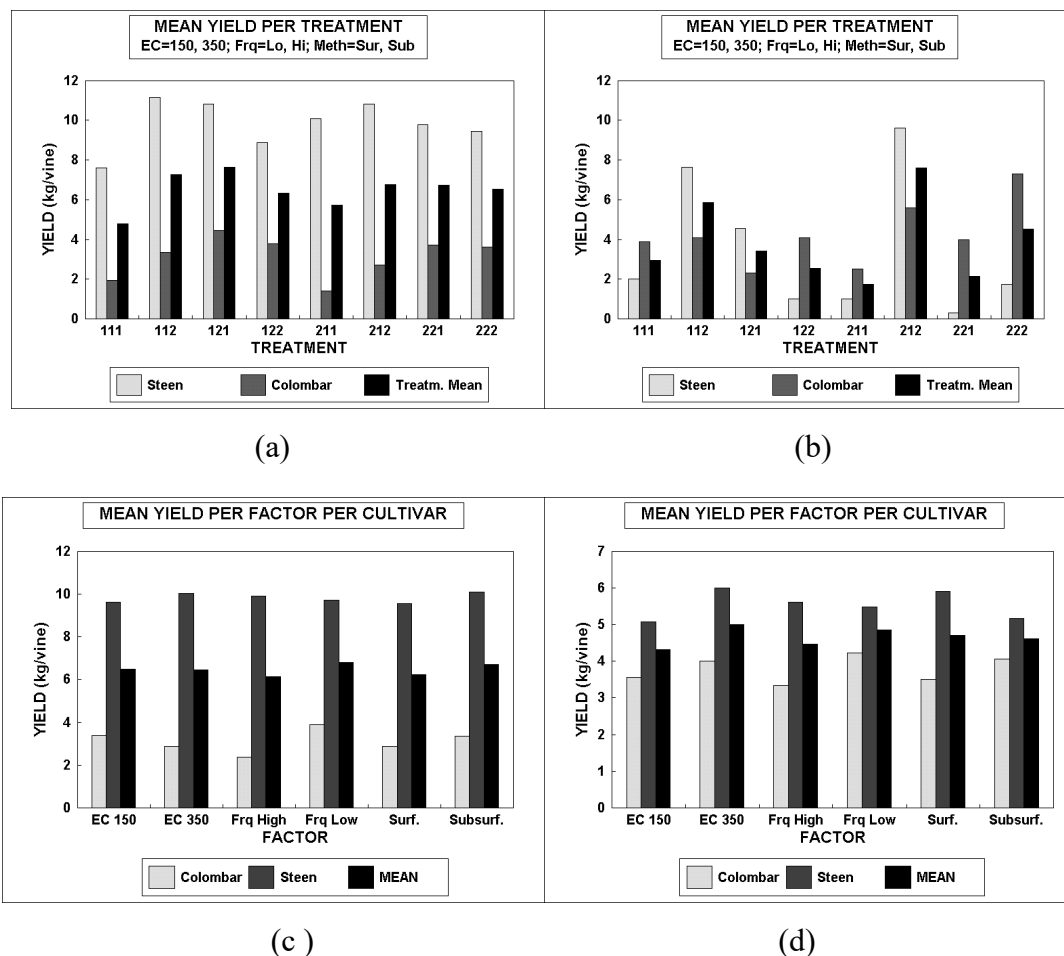 MEAN YIELD PER TREATMENT
EC=150, 350; Frq=Lo, Hi; Meth=Sur, Sub
YIELD (kg/vine)
12
10
8
6
4
2
0
111 112 121 122 211 212 221 222
TREATMENT
Steen Colombar Treatm. Mean
(a)
MEAN YIELD PER TREATMENT
EC=150, 350; Frq=Lo, Hi; Meth=Sur, Sub
YIELD (kg/vine)
12
10
8
6
4
2
0
111 112 121 122 211 212 221 222
TREATMENT
Steen Colombar Treatm. Mean
(b)
MEAN YIELD PER FACTOR PER CULTIVAR
YIELD (kg/vine)
12
10
8
6
4
2
0
EC 150 EC 350 Frq High Frq Low Surf. Subsurf.
FACTOR
Colombar Steen MEAN
(c )
MEAN YIELD PER FACTOR PER CULTIVAR
YIELD (kg/vine)
7
6
5
4
3
2
1
0
EC 150 EC 350 Frq High Frq Low Surf. Subsurf.
FACTOR
Colombar Steen MEAN
(d)